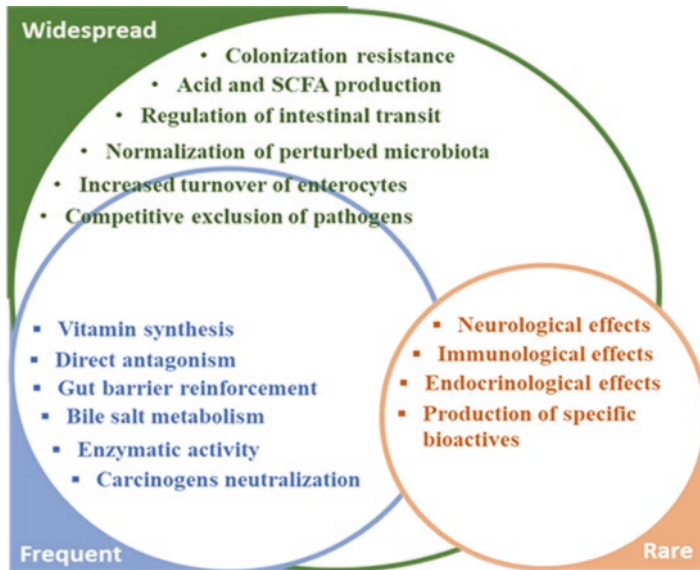 Widespread
• Colonization resistance
• Acid and SCFA production
• Regulation of intestinal transit
• Normalization of perturbed microbiota
• Increased turnover of enterocytes
• Competitive exclusion of pathogens
▪ Vitamin synthesis
▪ Direct antagonism
▪ Gut barrier reinforcement
▪ Bile salt metabolism
▪ Enzymatic activity
▪ Carcinogens neutralization
Frequent
▪ Neurological effects
▪ Immunological effects
▪ Endocrinological effects
▪ Production of specific
bioactives
Rare